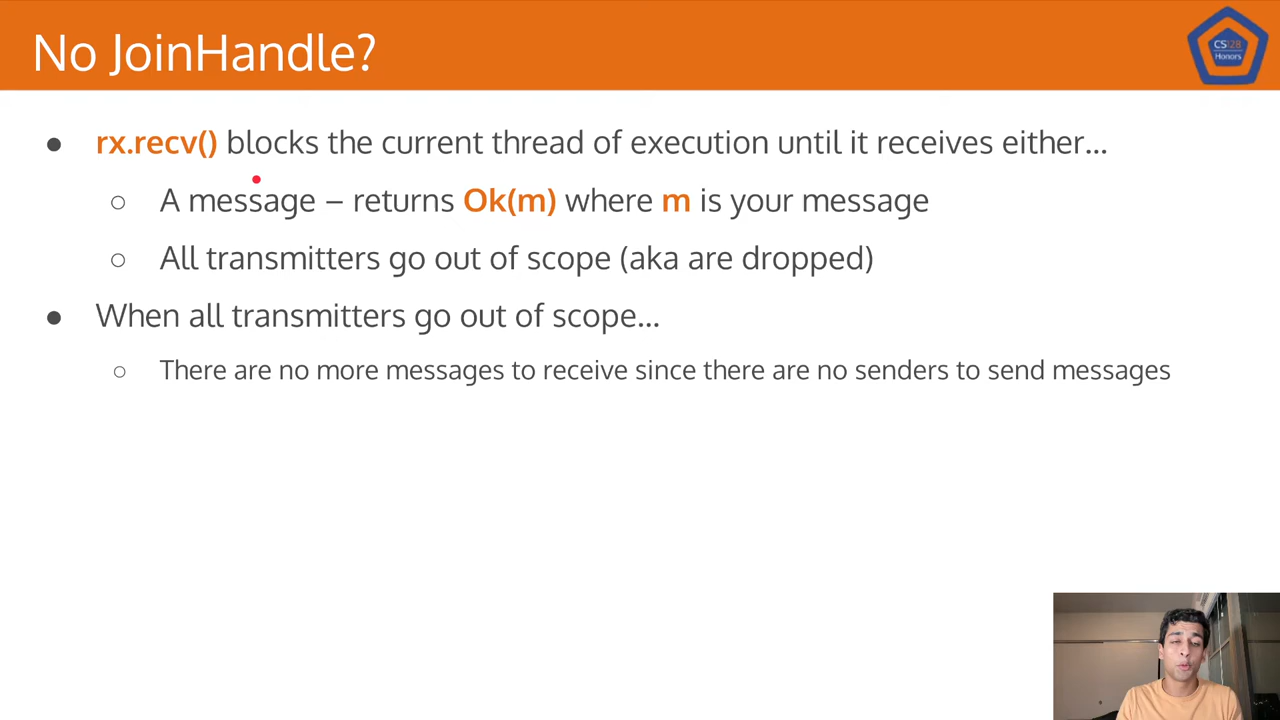 No JoinHandle?
CS128
Honors
● rx.recv() blocks the current thread of execution until it receives either...
○ A message – returns Ok(m) where m is your message
○ All transmitters go out of scope (aka are dropped)
● When all transmitters go out of scope...
○ There are no more messages to receive since there are no senders to send messages